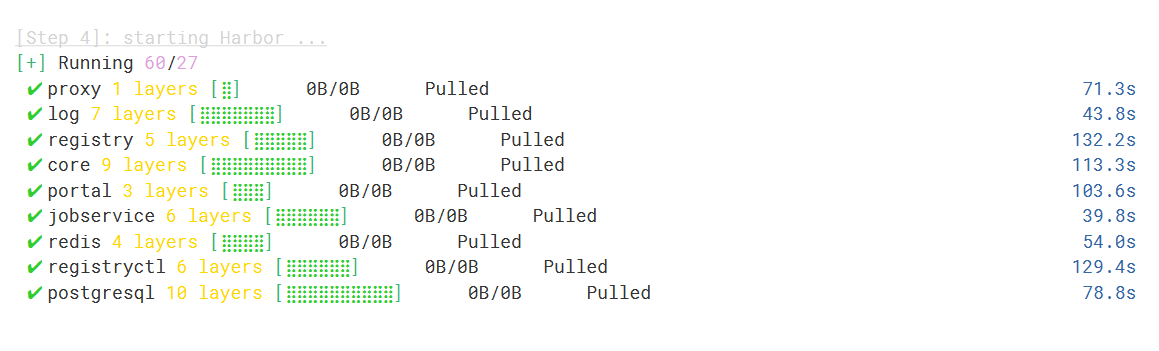 [Step 4]: starting Harbor ...
[+] Running 60/27
✔ proxy 1 layers [⣿] 0B/0B Pulled 71.3s
✔ log 7 layers [⣿⣿⣿⣿⣿⣿⣿] 0B/0B Pulled 43.8s
✔ registry 5 layers [⣿⣿⣿⣿⣿] 0B/0B Pulled 132.2s
✔ core 9 layers [⣿⣿⣿⣿⣿⣿⣿⣿⣿] 0B/0B Pulled 113.3s
✔ portal 3 layers [⣿⣿⣿] 0B/0B Pulled 103.6s
✔ jobservice 6 layers [⣿⣿⣿⣿⣿⣿] 0B/0B Pulled 39.8s
✔ redis 4 layers [⣿⣿⣿⣿] 0B/0B Pulled 54.0s
✔ registryctl 6 layers [⣿⣿⣿⣿⣿⣿] 0B/0B Pulled 129.4s
✔ postgresql 10 layers [⣿⣿⣿⣿⣿⣿⣿⣿⣿⣿] 0B/0B Pulled 78.8s